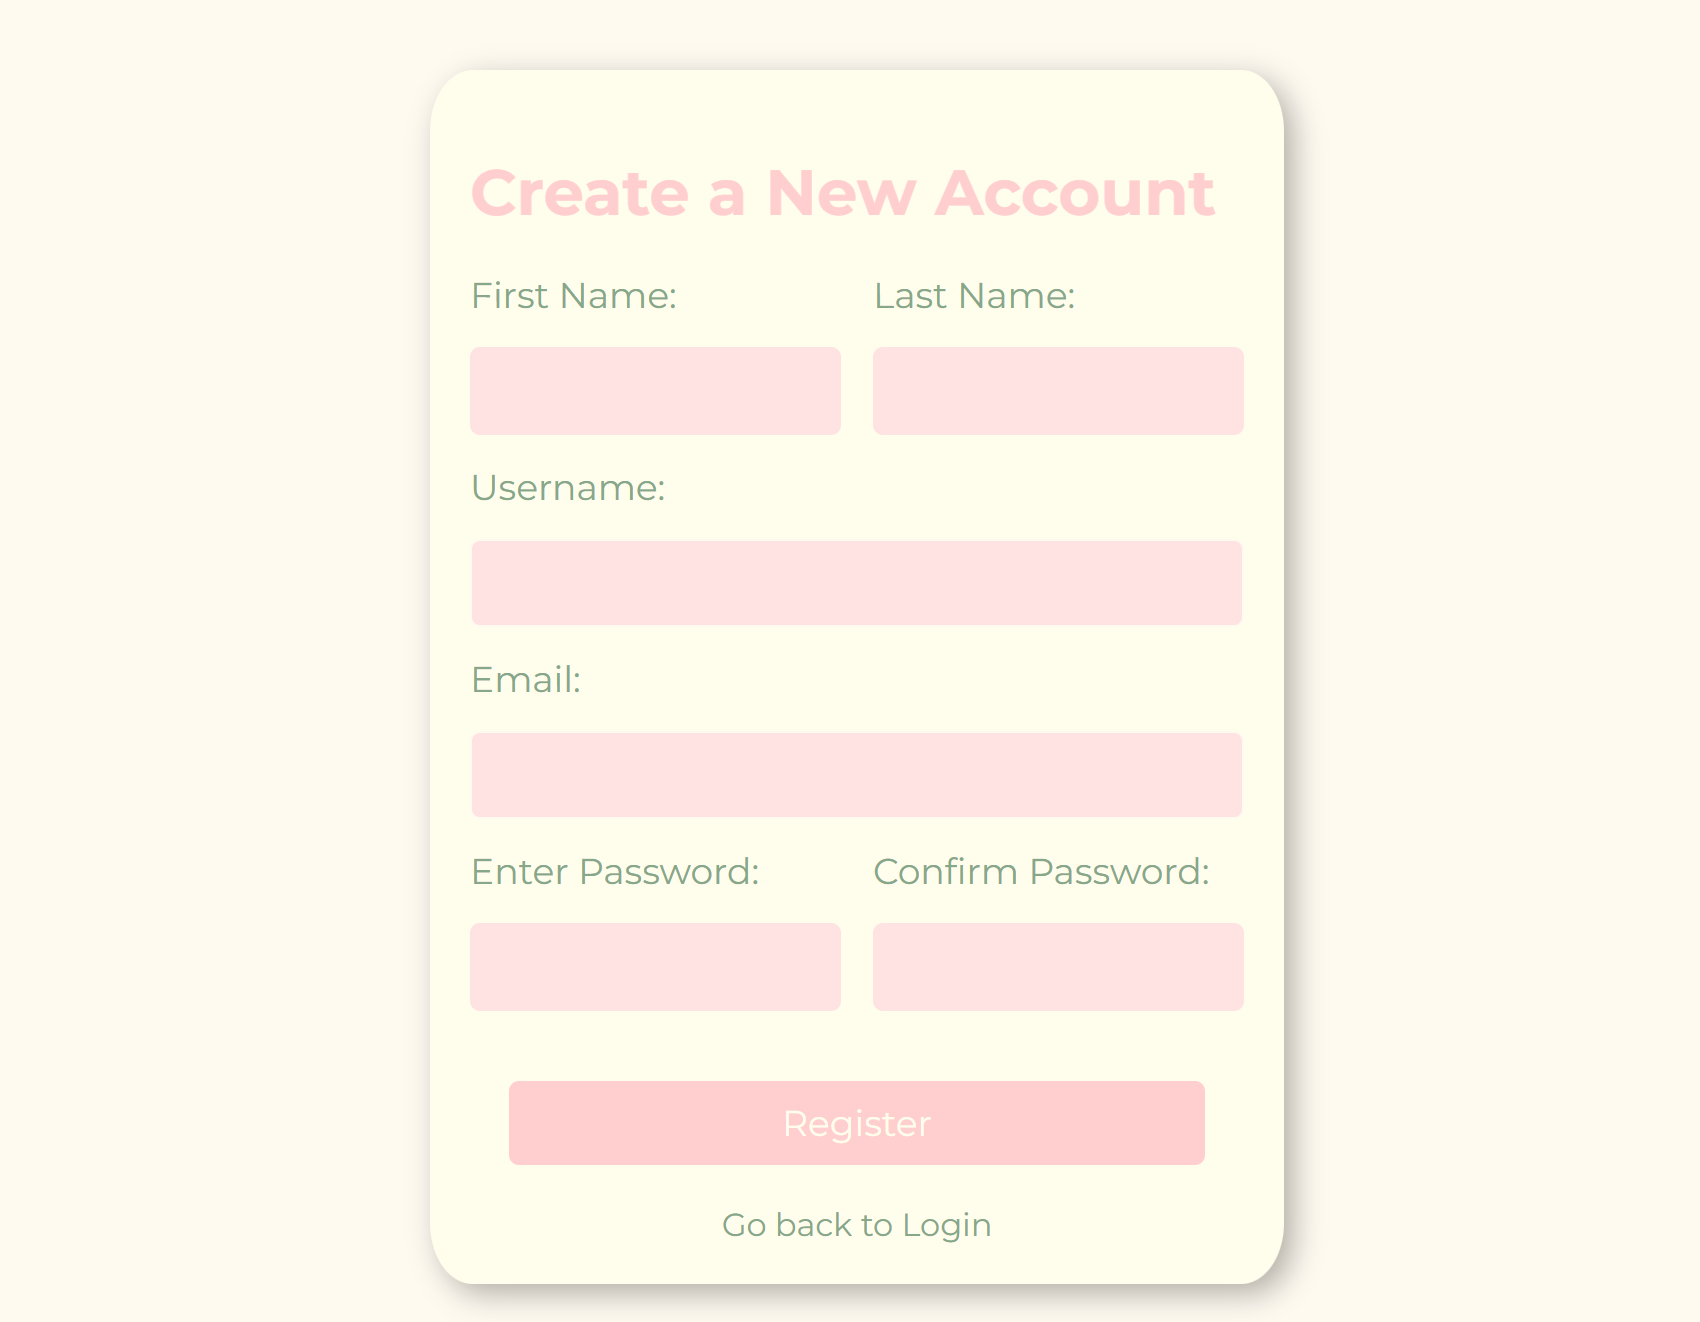 Create a New Account
First Name: Last Name:
Username:
Email:
Enter Password: Confirm Password:
Register
Go back to Login